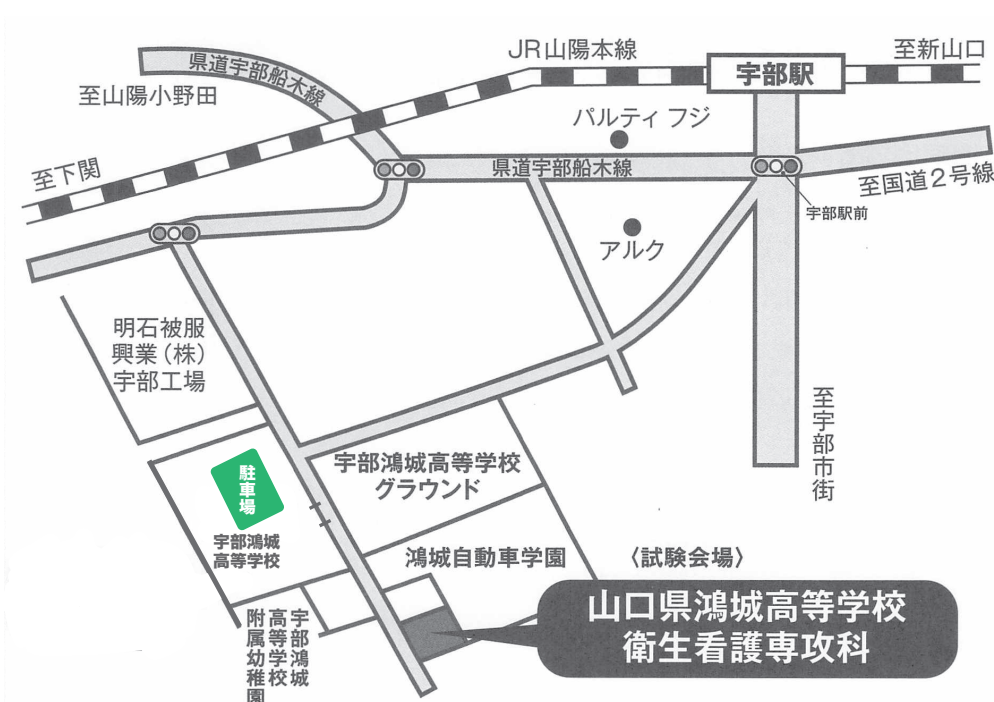 JR山陽本線
至新山口
宇部駅
県道宇部船木線
至山陽小野田
パルティ フジ
至下関
県道宇部船木線
至国道2号線
宇部駅前
アルク
明石被服
興業(株)
宇部工場
至宇部市街
宇部鴻城高等学校
グラウンド
駐車場
宇部鴻城
高等学校
鴻城自動車学園
〈試験会場〉
山口県鴻城高等学校
衛生看護専攻科
宇部鴻城
高等学校
附属幼稚園